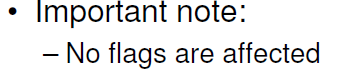 • Important note:
– No flags are affected